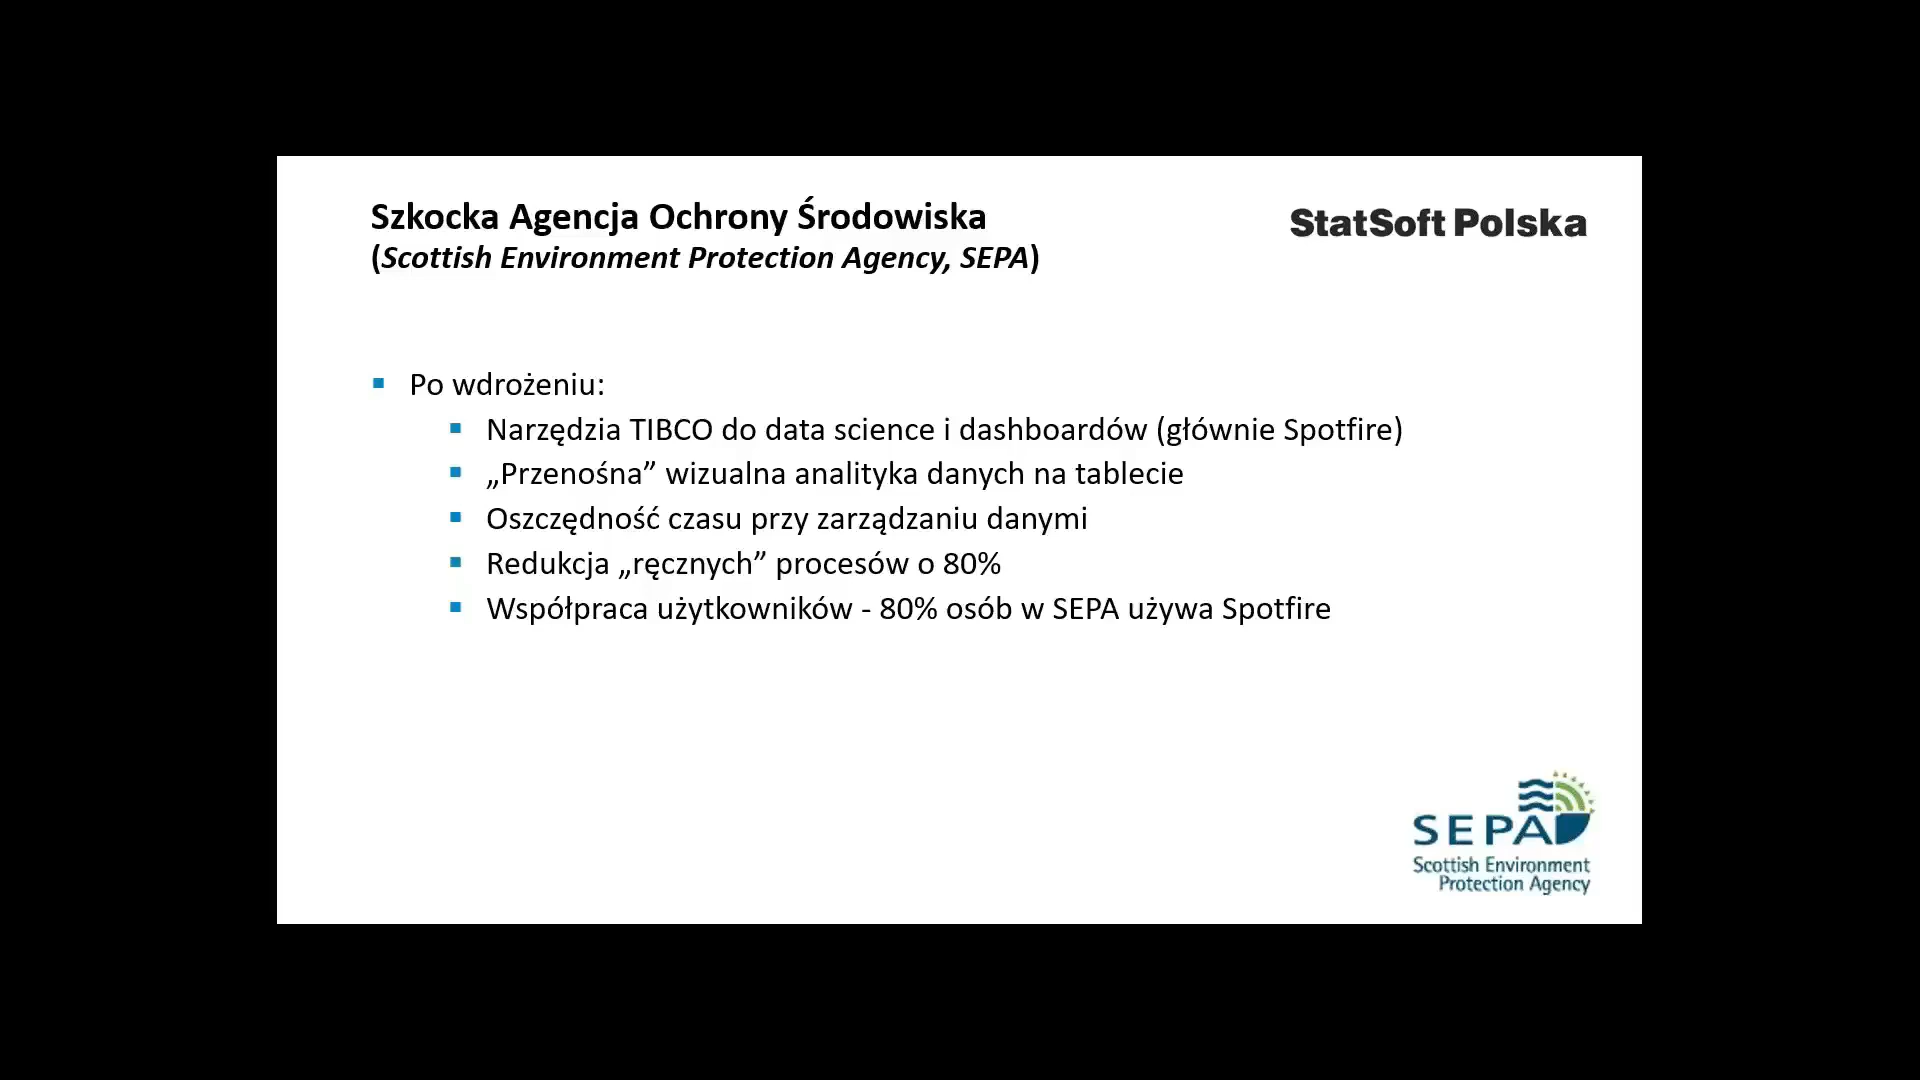 Szkocka Agencja Ochrony Środowiska
(Scottish Environment Protection Agency, SEPA)
StatSoft Polska
Po wdrożeniu:
Narzędzia TIBCO do data science i dashboardów (głównie Spotfire)
„Przenośna” wizualna analityka danych na tablecie
Oszczędność czasu przy zarządzaniu danymi
Redukcja „ręcznych” procesów o 80%
Współpraca użytkowników - 80% osób w SEPA używa Spotfire
SEPA
Scottish Environment
Protection Agency